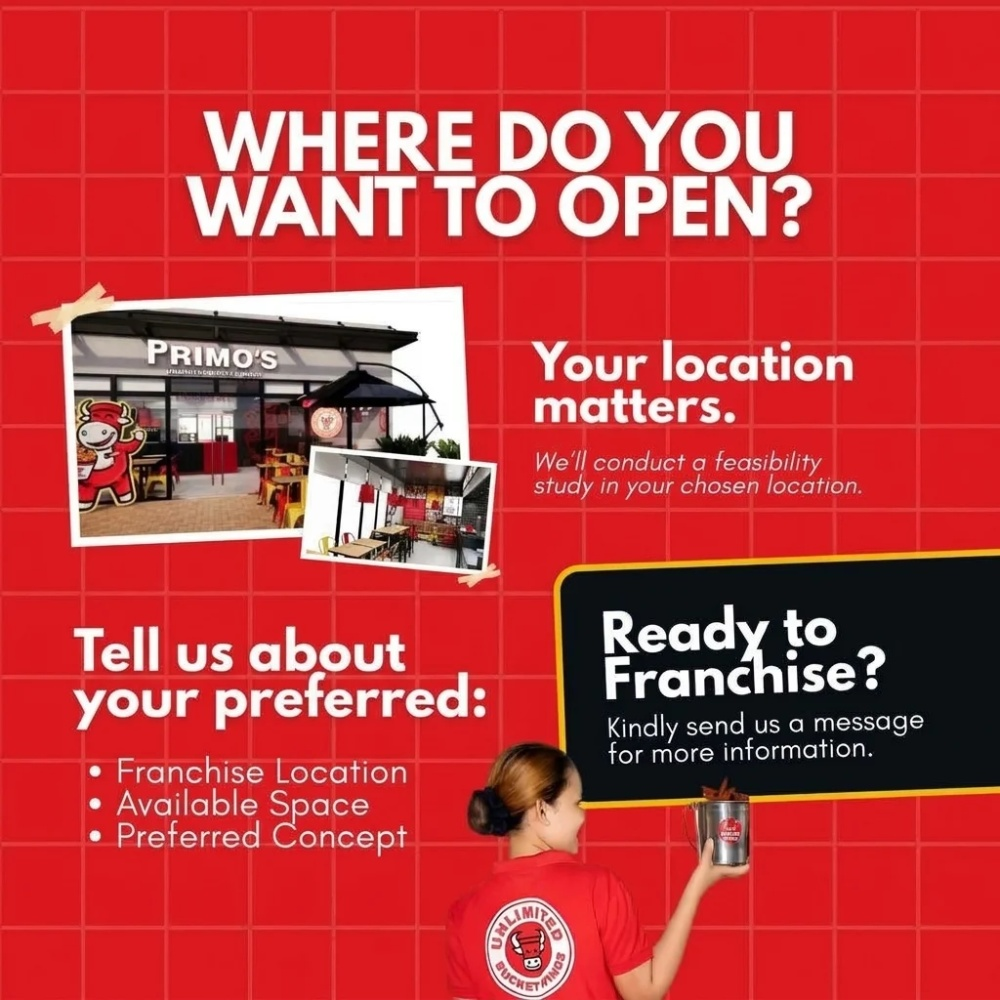 WHERE DO YOU
WANT TO OPEN?
PRIMO'S
Your location
matters.
We'll conduct a feasibility
study in your chosen location.
Tell us about
your preferred:
• Franchise Location
• Available Space
• Preferred Concept
Ready to
Franchise?
Kindly send us a message
for more information.
UNLIMITED